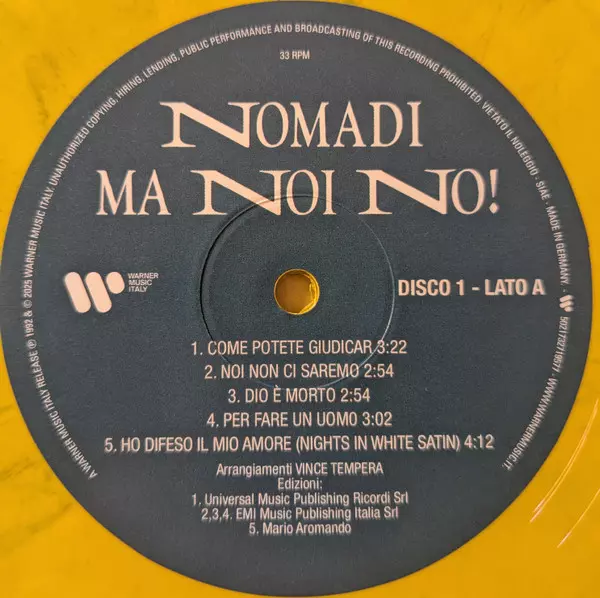 A WARNER MUSIC ITALY RELEASE ℗ 1992 & © 2025 WARNER MUSIC ITALY. UNAUTHORIZED COPYING, HIRING, LENDING, PUBLIC PERFORMANCE AND BROADCASTING OF THIS RECORDING PROHIBITED. VIETATO IL NOLEGGIO - SIAE - MADE IN GERMANY. 5021732719571 - WWW.WARNERMUSIC.IT.
33 RPM
NOMADI
MA NOI NO!
WARNER
MUSIC
ITALY
DISCO 1 - LATO A
1. COME POTETE GIUDICAR 3:22
2. NOI NON CI SAREMO 2:54
3. DIO È MORTO 2:54
4. PER FARE UN UOMO 3:02
5. HO DIFESO IL MIO AMORE (NIGHTS IN WHITE SATIN) 4:12
Arrangiamenti VINCE TEMPERA
Edizioni:
1. Universal Music Publishing Ricordi Srl
2,3,4. EMI Music Publishing Italia Srl
5. Mario Aromando